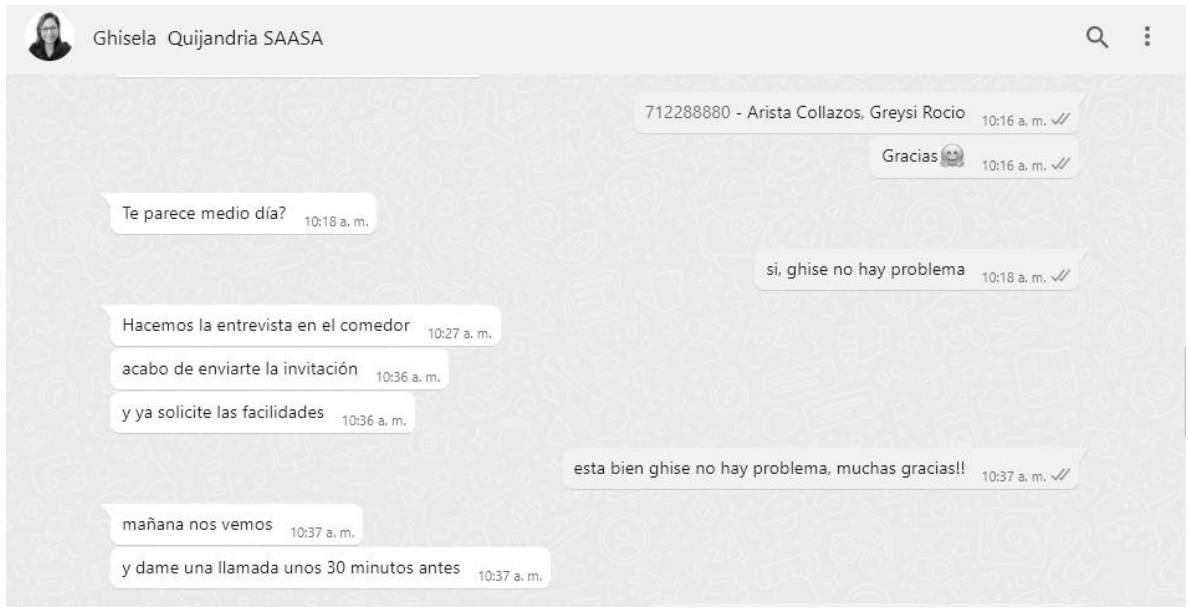 Ghisela Quijandria SAASA
712288880 - Arista Collazos, Greysi Rocio 10:16 a. m.
Gracias🤗 10:16 a. m.
Te parece medio día? 10:18 a. m.
si, ghise no hay problema 10:18 a. m.
Hacemos la entrevista en el comedor 10:27 a. m.
acabo de enviarte la invitación 10:36 a. m.
y ya solicite las facilidades 10:36 a. m.
esta bien ghise no hay problema, muchas gracias!! 10:37 a. m.
mañana nos vemos 10:37 a. m.
y dame una llamada unos 30 minutos antes 10:37 a. m.